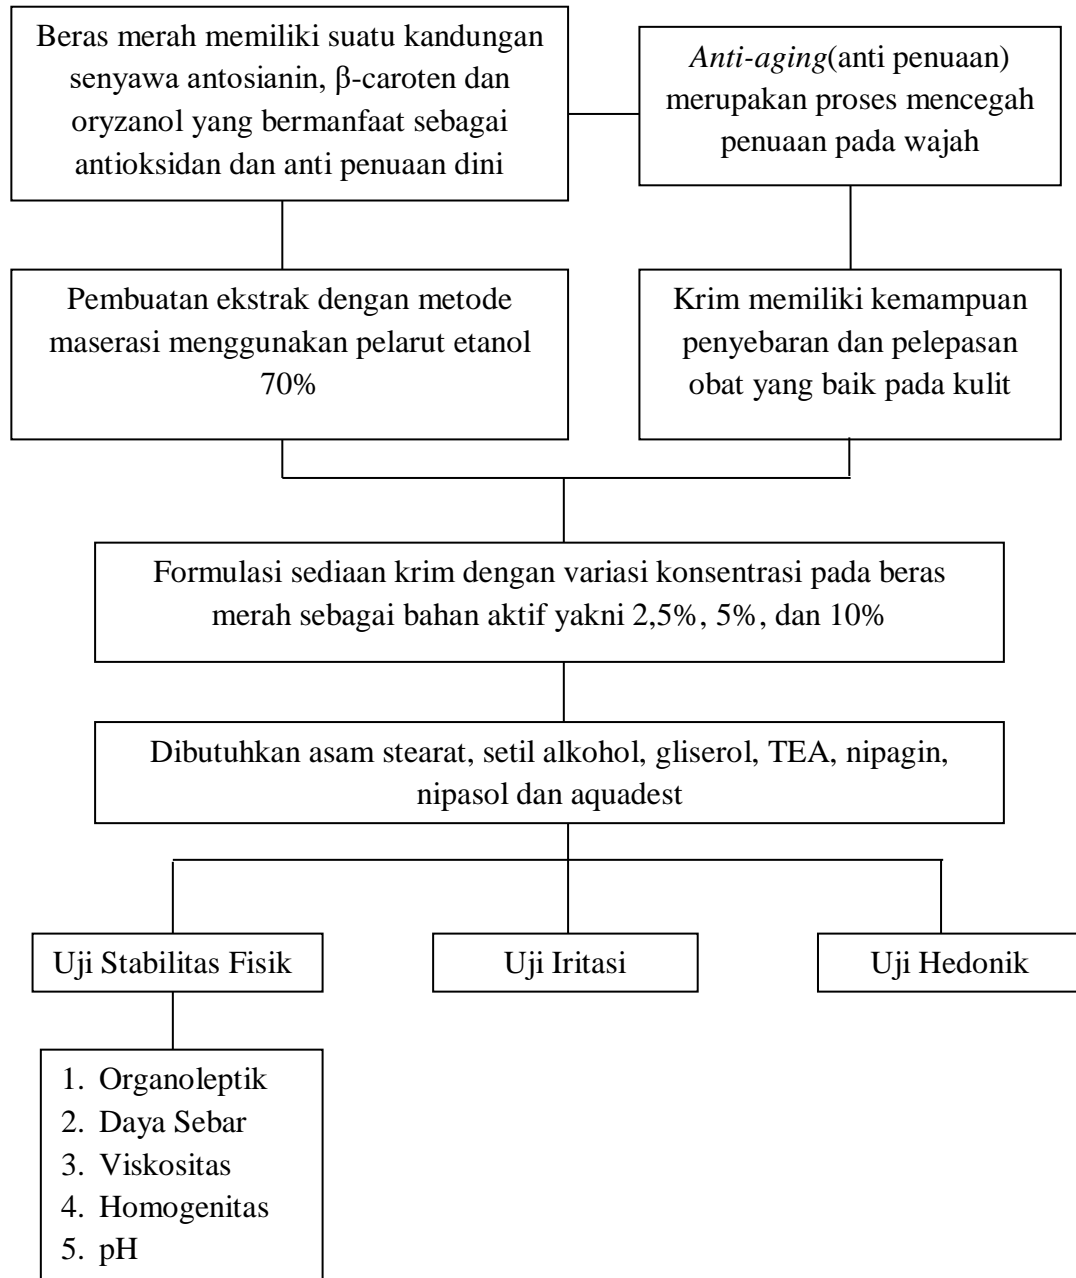 Beras merah memiliki suatu kandungan
senyawa antosianin, β-caroten dan
oryzanol yang bermanfaat sebagai
antioksidan dan anti penuaan dini
Anti-aging(anti penuaan)
merupakan proses mencegah
penuaan pada wajah
Pembuatan ekstrak dengan metode
maserasi menggunakan pelarut etanol
70%
Krim memiliki kemampuan
penyebaran dan pelepasan
obat yang baik pada kulit
Formulasi sediaan krim dengan variasi konsentrasi pada beras
merah sebagai bahan aktif yakni 2,5%, 5%, dan 10%
Dibutuhkan asam stearat, setil alkohol, gliserol, TEA, nipagin,
nipasol dan aquadest
Uji Stabilitas Fisik
Uji Iritasi
Uji Hedonik
1. Organoleptik
2. Daya Sebar
3. Viskositas
4. Homogenitas
5. pH